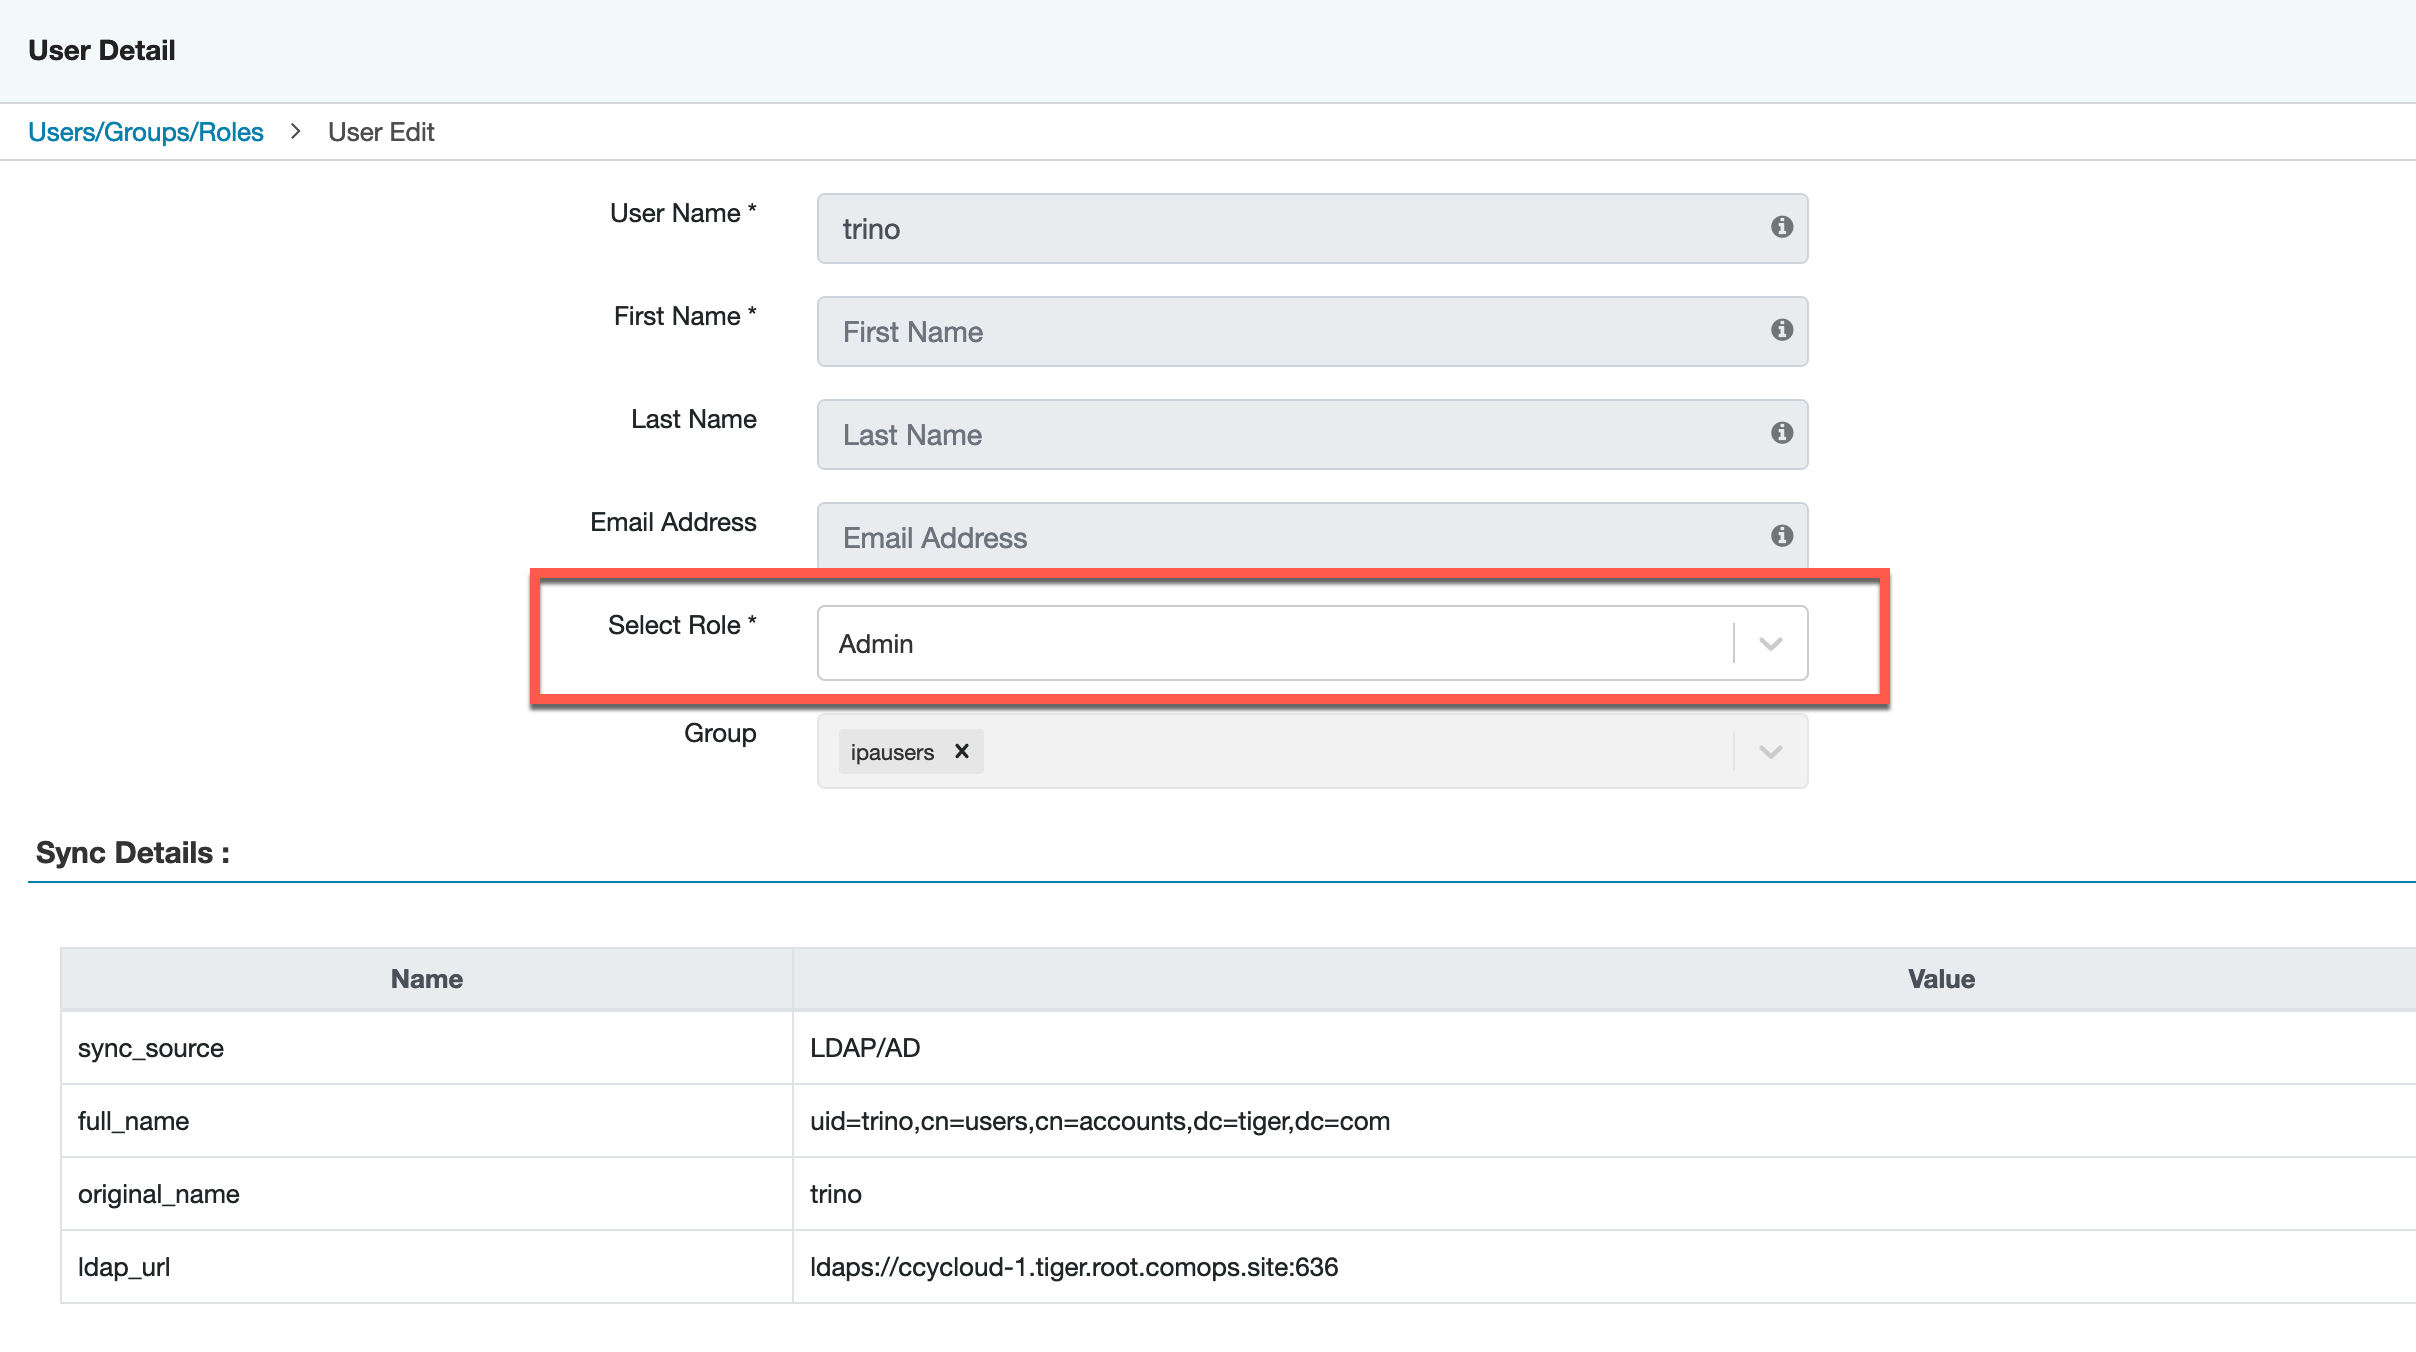 User Detail
Users/Groups/Roles > User Edit
User Name * trino
First Name * First Name
Last Name Last Name
Email Address Email Address
Select Role * Admin
Group ipausers ×
Sync Details :
Name Value
sync_source LDAP/AD
full_name uid=trino,cn=users,cn=accounts,dc=tiger,dc=com
original_name trino
ldap_url ldaps://ccycloud-1.tiger.root.comops.site:636